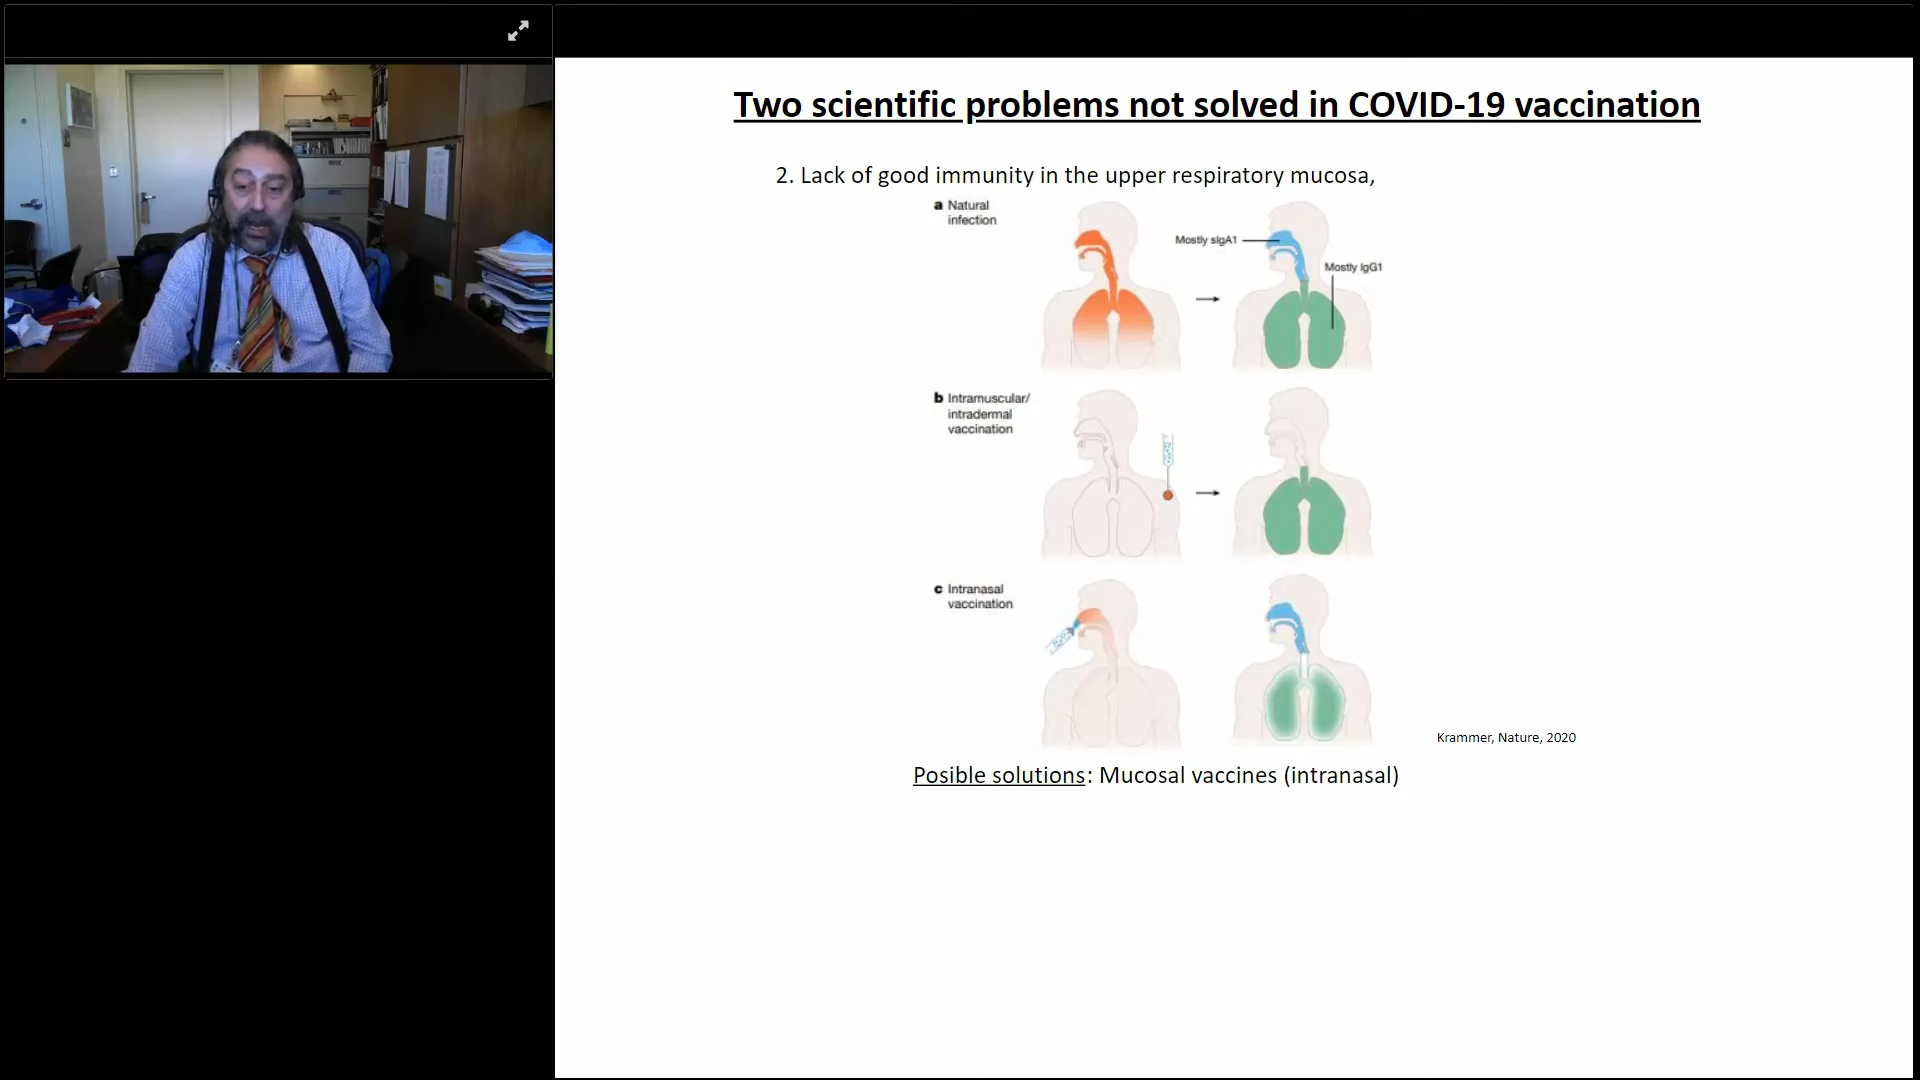 Two scientific problems not solved in COVID-19 vaccination
2. Lack of good immunity in the upper respiratory mucosa,
a Natural
infection
Mostly sIgA1
Mostly IgG1
b Intramuscular/
intradermal
vaccination
c Intranasal
vaccination
Krammer, Nature, 2020
Posible solutions: Mucosal vaccines (intranasal)